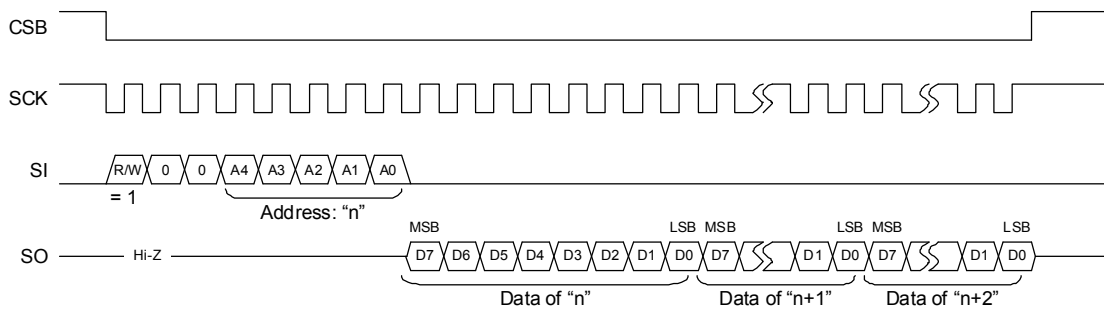 CSB
SCK
SI R/W 0 0 A4 A3 A2 A1 A0
= 1
Address: “n”
MSB LSB MSB LSB MSB LSB
SO Hi-Z D7 D6 D5 D4 D3 D2 D1 D0 D7 D1 D0 D7 D1 D0
Data of “n” Data of “n+1” Data of “n+2”